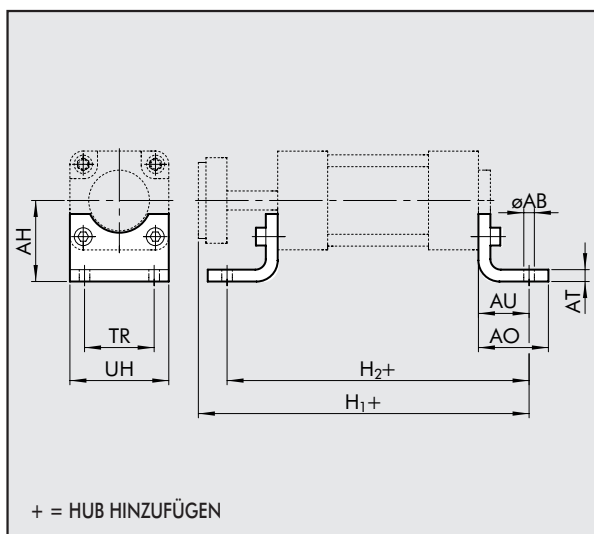 øAB
AH
AT
AU
TR
AO
UH
H₂+
H₁+
+ = HUB HINZUFÜGEN